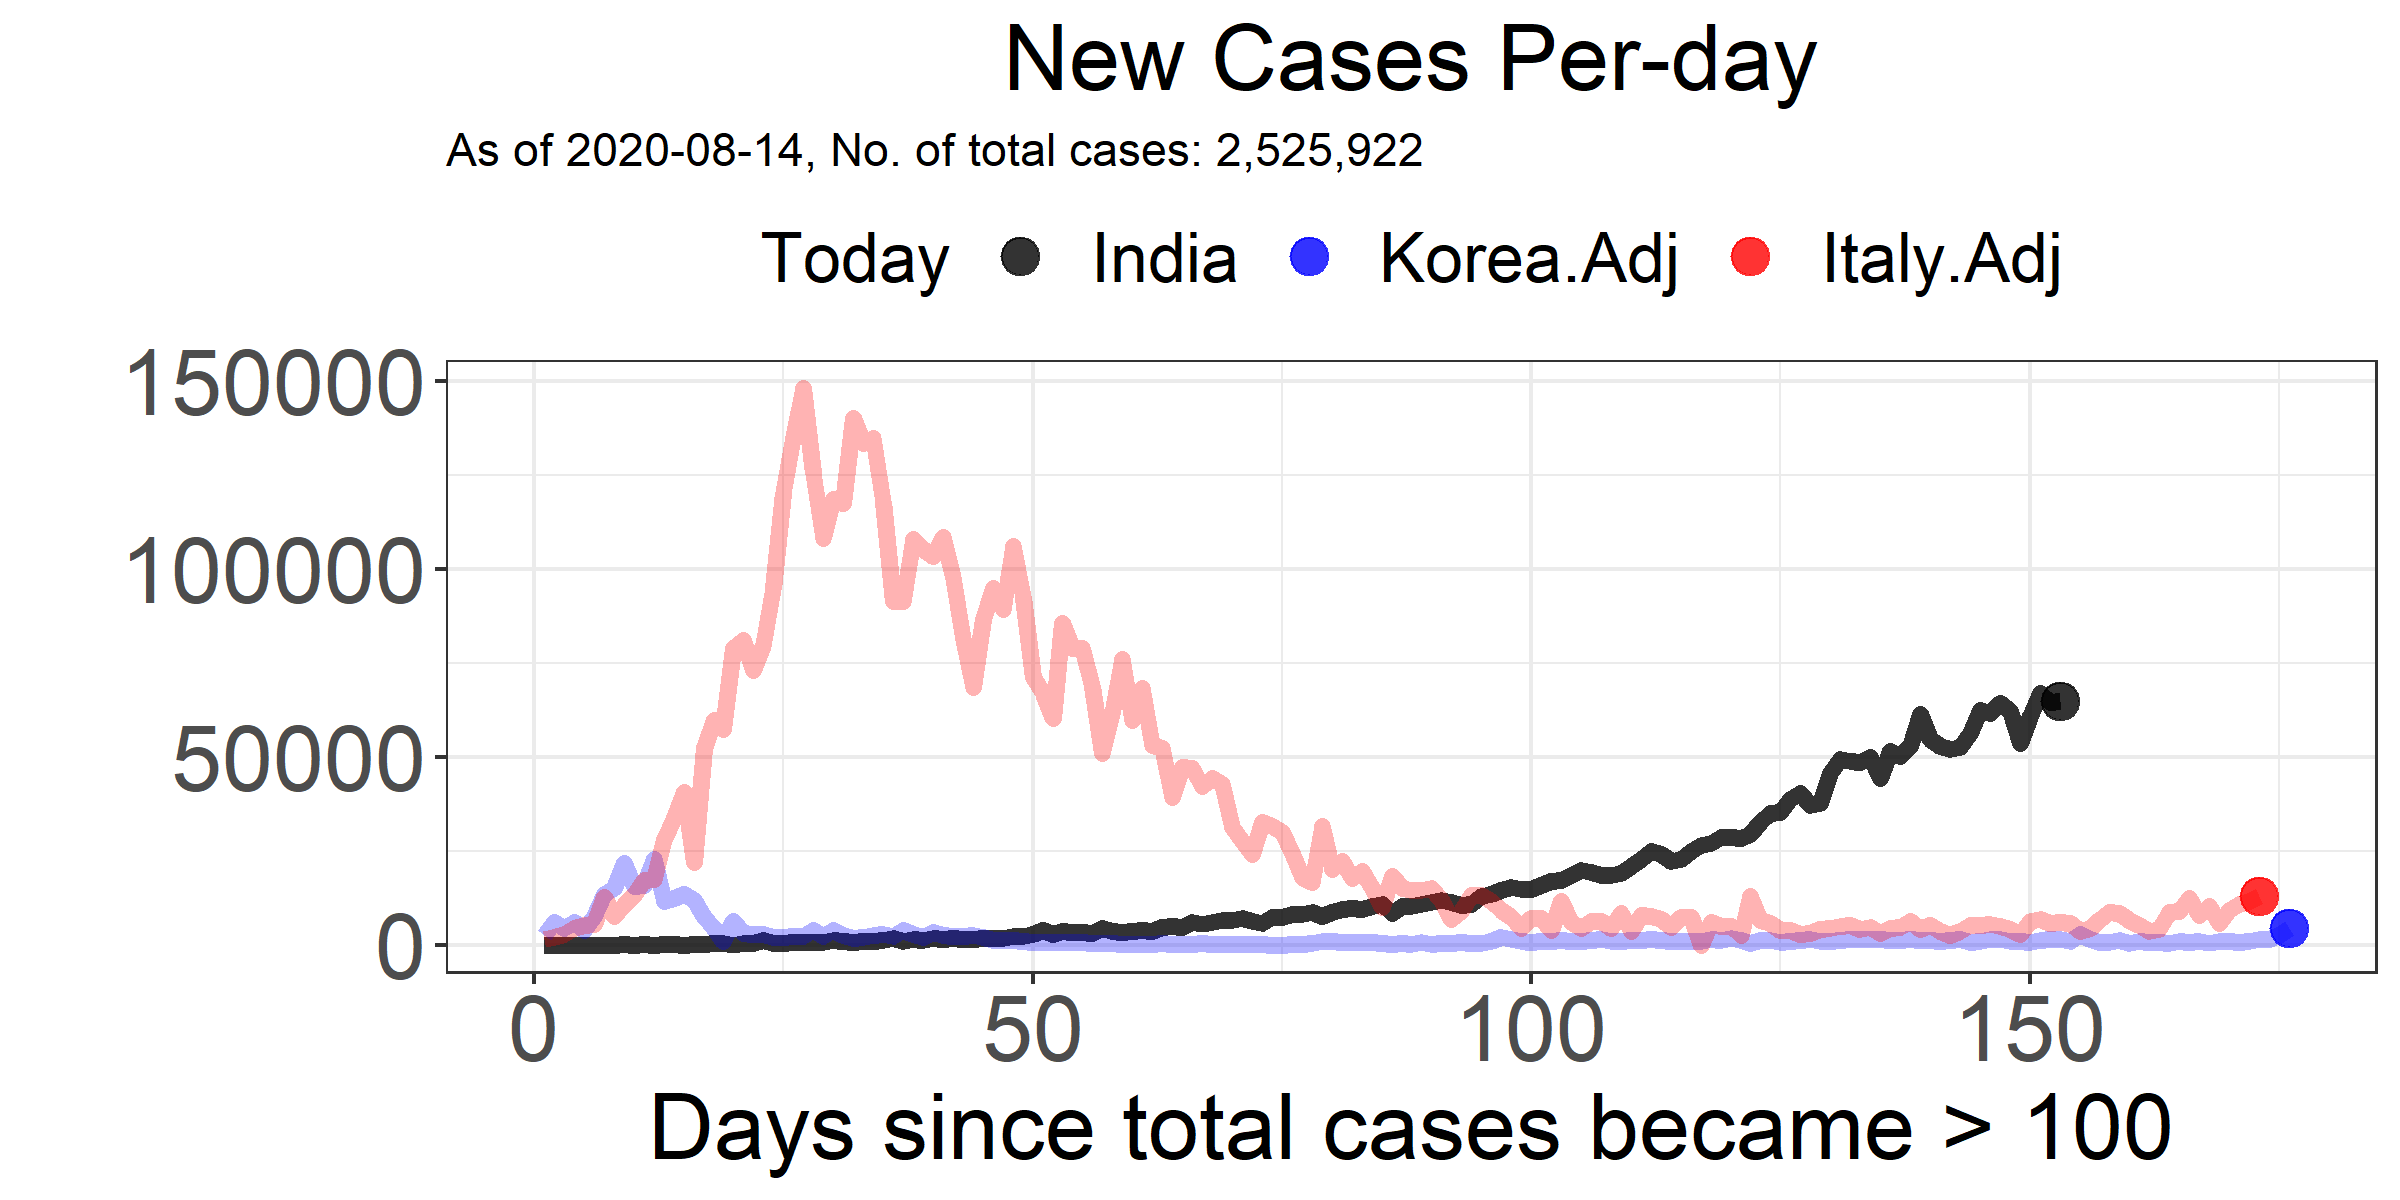 New Cases Per-day
As of 2020-08-14, No. of total cases: 2,525,922
Today India Korea.Adj Italy.Adj
150000
100000
50000
0
0 50 100 150
Days since total cases became > 100